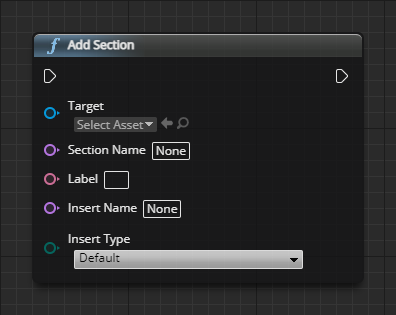 f Add Section
Target
Select Asset
Section Name None
Label
Insert Name None
Insert Type
Default